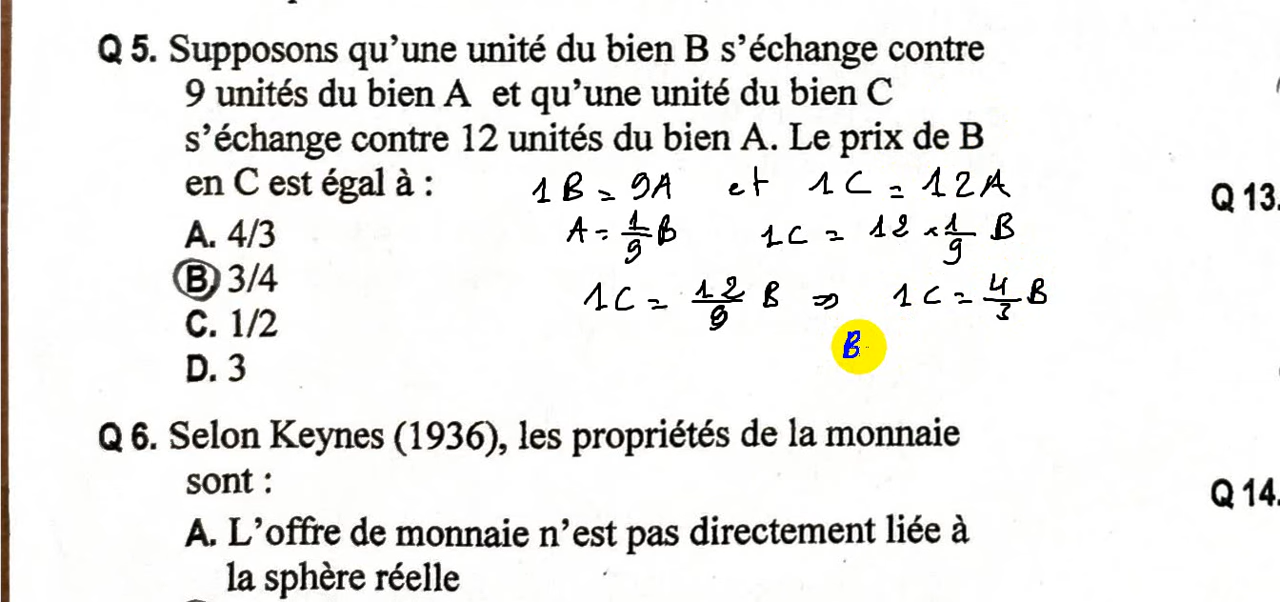 Q 5. Supposons qu'une unité du bien B s'échange contre
9 unités du bien A et qu'une unité du bien C
s'échange contre 12 unités du bien A. Le prix de B
en C est égal à :
1B = 9A et 1C = 12A
A. 4/3
A = 1/9 B 1C = 12 × 1/9 B
B. 3/4
1C = 12/9 B ⇒ 1C = 4/3 B
C. 1/2
B
D. 3
Q 6. Selon Keynes (1936), les propriétés de la monnaie
sont :
A. L'offre de monnaie n'est pas directement liée à
la sphère réelle
Q 13.
Q 14.